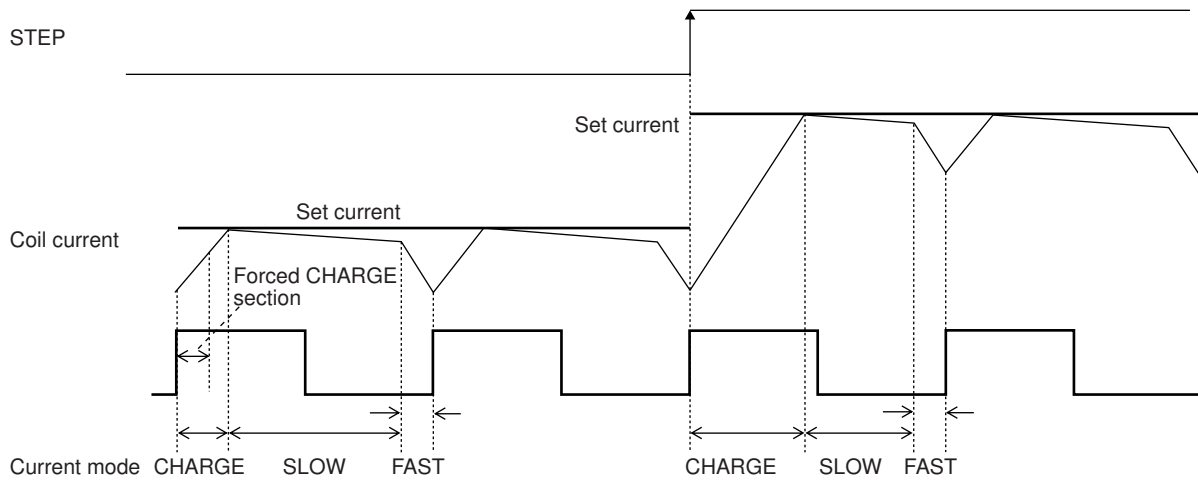 STEP
Set current
Set current
Coil current
Forced CHARGE
section
Current mode CHARGE SLOW FAST CHARGE SLOW FAST